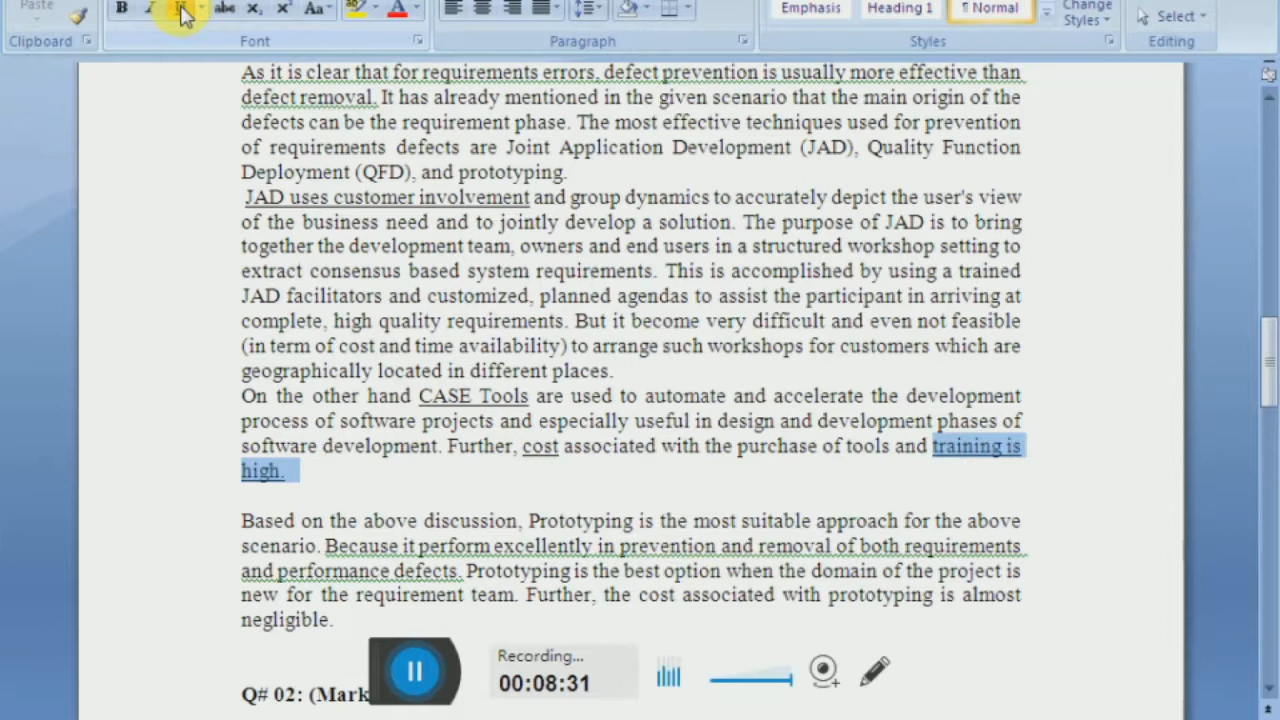 Paste
B I U abc X₂ X² Aa ab A
Emphasis Heading 1 ¶ Normal
Change
Styles
Select
Clipboard Font Paragraph Styles Editing
As it is clear that for requirements errors, defect prevention is usually more effective than
defect removal. It has already mentioned in the given scenario that the main origin of the
defects can be the requirement phase. The most effective techniques used for prevention
of requirements defects are Joint Application Development (JAD), Quality Function
Deployment (QFD), and prototyping.
JAD uses customer involvement and group dynamics to accurately depict the user's view
of the business need and to jointly develop a solution. The purpose of JAD is to bring
together the development team, owners and end users in a structured workshop setting to
extract consensus based system requirements. This is accomplished by using a trained
JAD facilitators and customized, planned agendas to assist the participant in arriving at
complete, high quality requirements. But it become very difficult and even not feasible
(in term of cost and time availability) to arrange such workshops for customers which are
geographically located in different places.
On the other hand CASE Tools are used to automate and accelerate the development
process of software projects and especially useful in design and development phases of
software development. Further, cost associated with the purchase of tools and training is
high.
Based on the above discussion, Prototyping is the most suitable approach for the above
scenario. Because it perform excellently in prevention and removal of both requirements
and performance defects. Prototyping is the best option when the domain of the project is
new for the requirement team. Further, the cost associated with prototyping is almost
negligible.
Recording...
00:08:31
Q# 02: (Mark